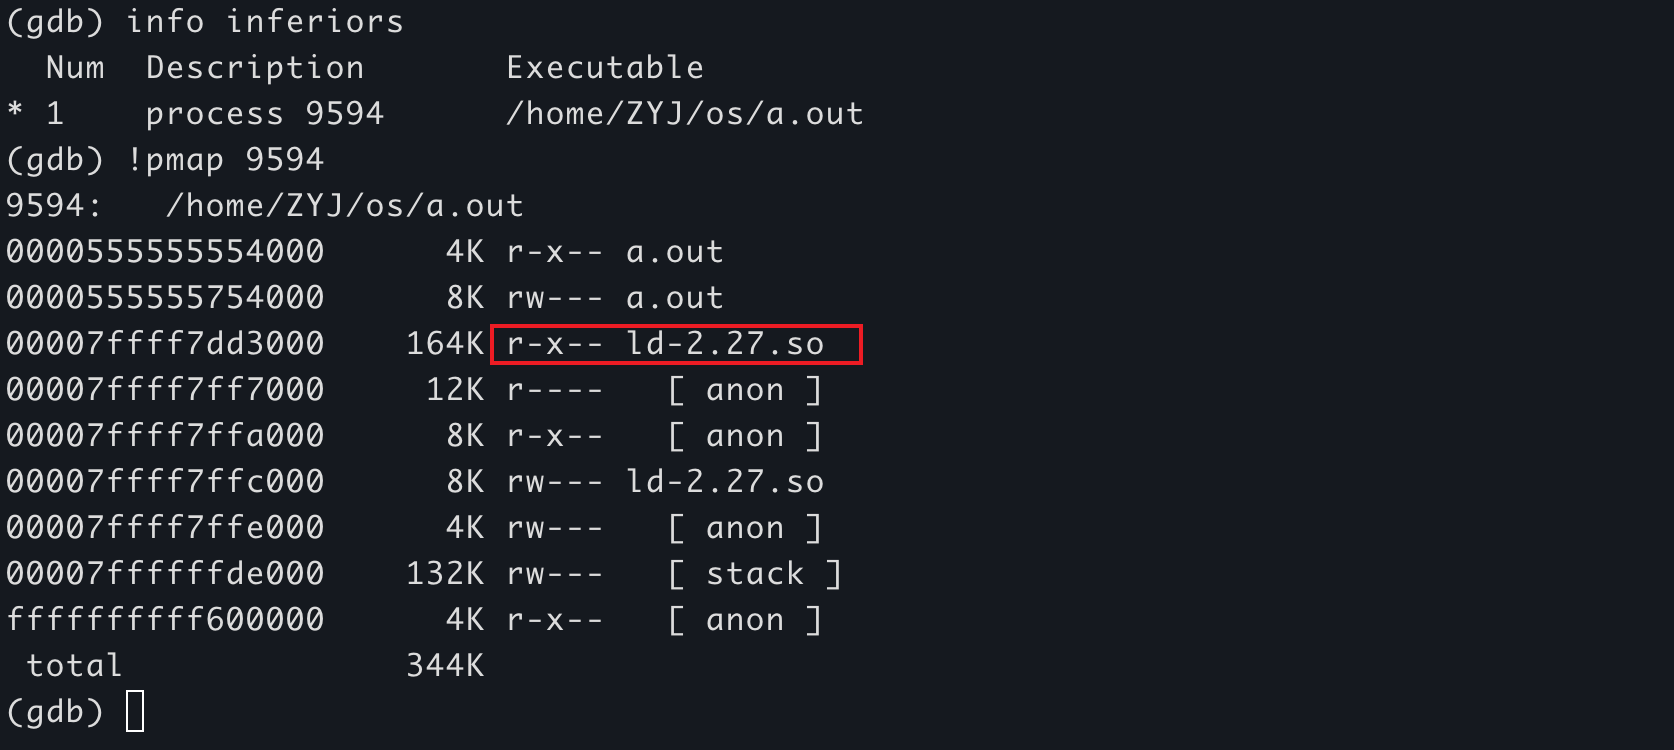 (gdb) info inferiors
  Num  Description       Executable
* 1    process 9594      /home/ZYJ/os/a.out
(gdb) !pmap 9594
9594:   /home/ZYJ/os/a.out
0000555555554000      4K r-x-- a.out
0000555555754000      8K rw--- a.out
00007ffff7dd3000    164K r-x-- ld-2.27.so
00007ffff7ff7000     12K r----   [ anon ]
00007ffff7ffa000      8K r-x--   [ anon ]
00007ffff7ffc000      8K rw--- ld-2.27.so
00007ffff7ffe000      4K rw---   [ anon ]
00007ffffffde000    132K rw---   [ stack ]
ffffffffff600000      4K r-x--   [ anon ]
 total              344K
(gdb)